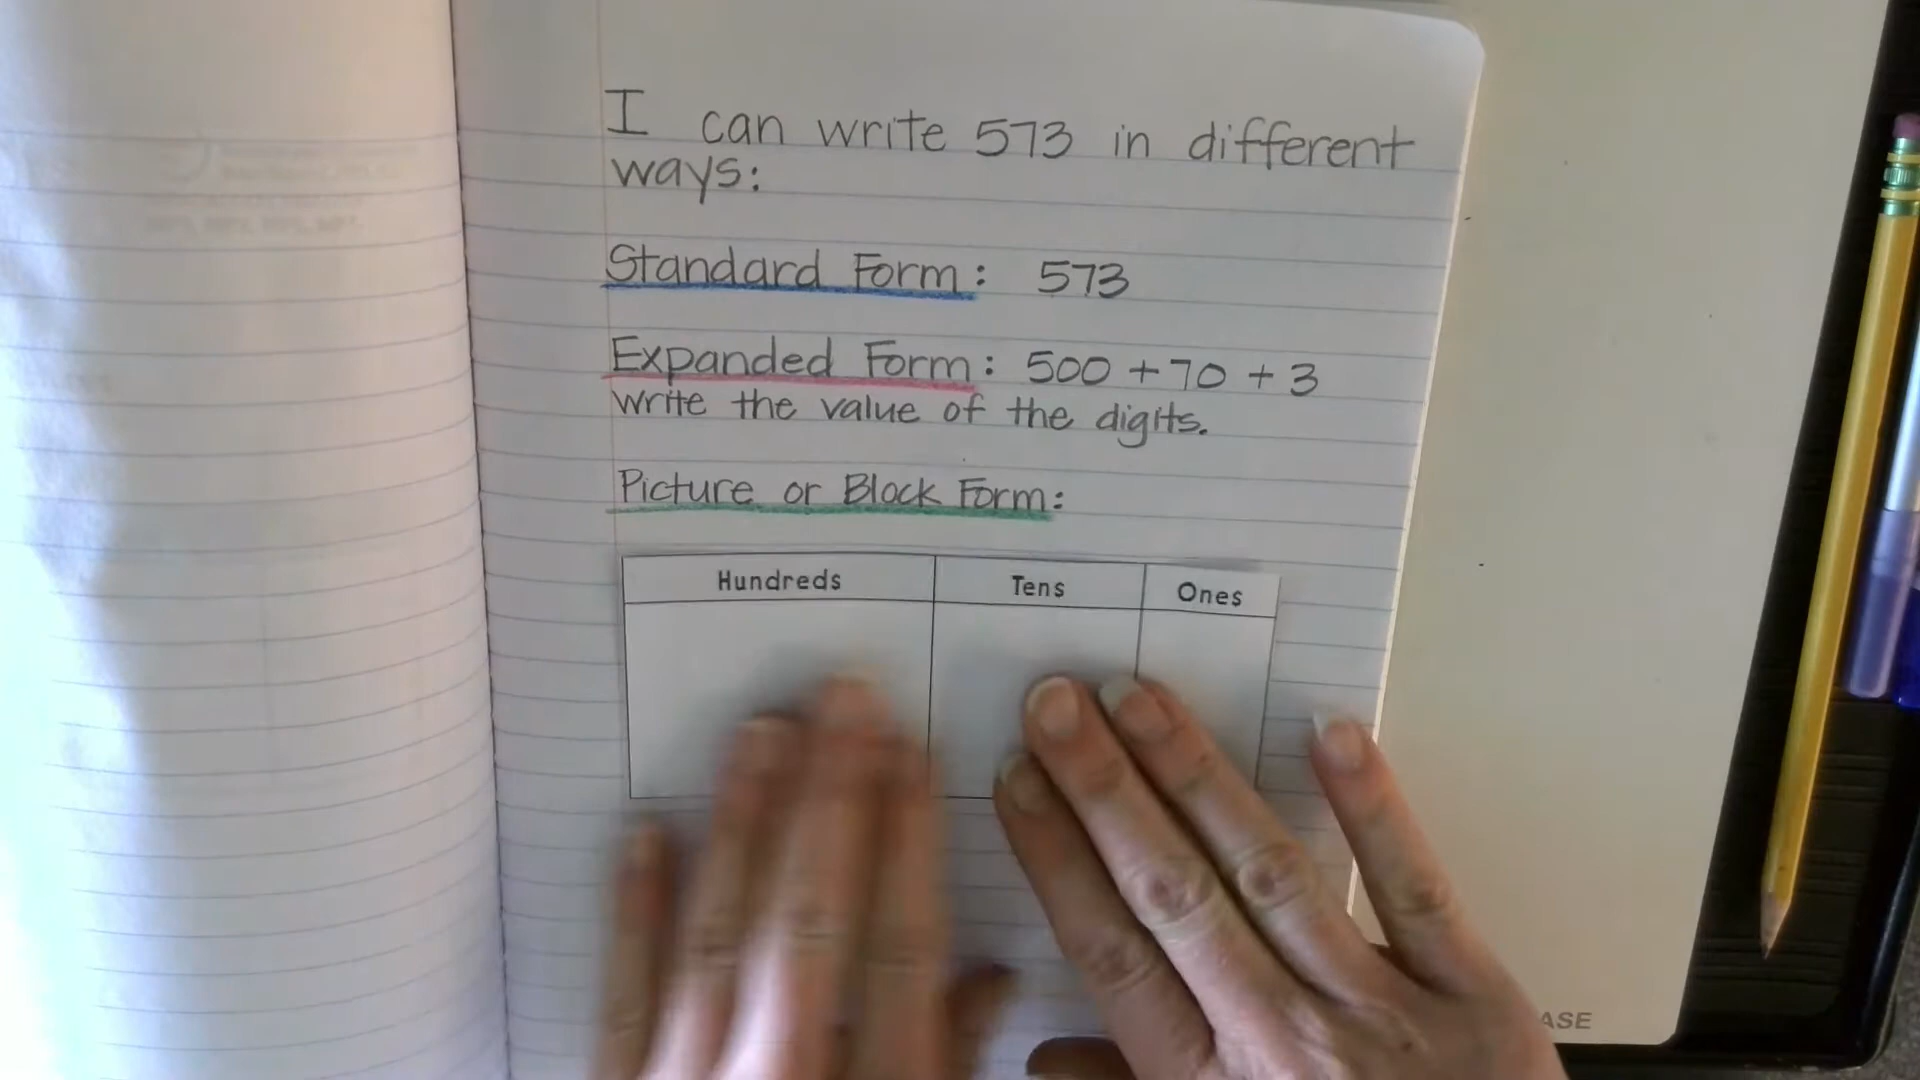 I can write 573 in different
ways:
Standard Form: 573
Expanded Form: 500 + 70 + 3
write the value of the digits.
Picture or Block Form:
Hundreds Tens Ones
ASE